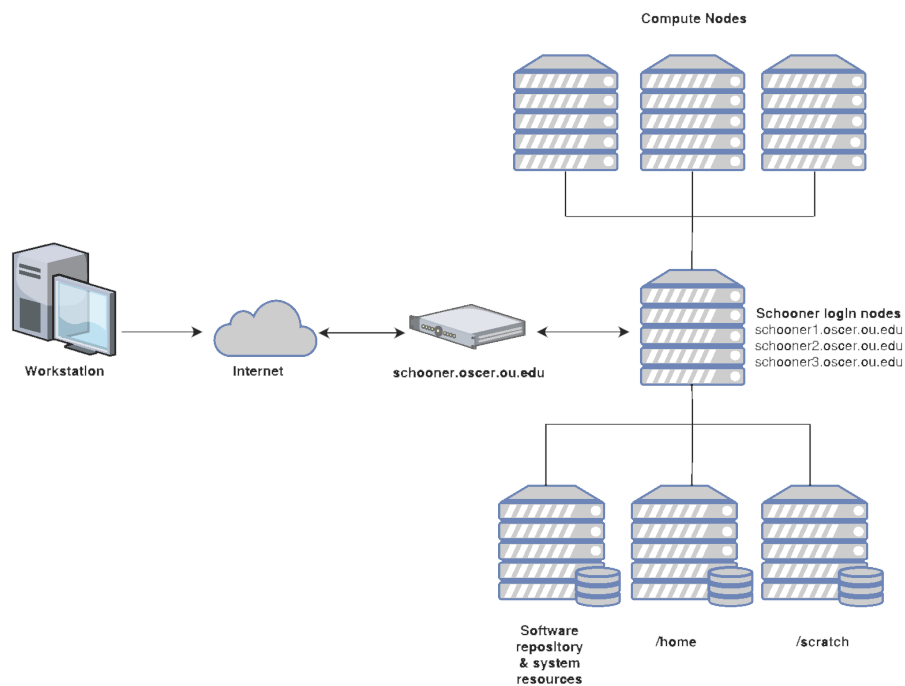 Compute Nodes
Schooner login nodes
schooner1.oscer.ou.edu
schooner2.oscer.ou.edu
schooner3.oscer.ou.edu
Workstation
Internet
schooner.oscer.ou.edu
Software
repository
& system
resources
/home
/scratch